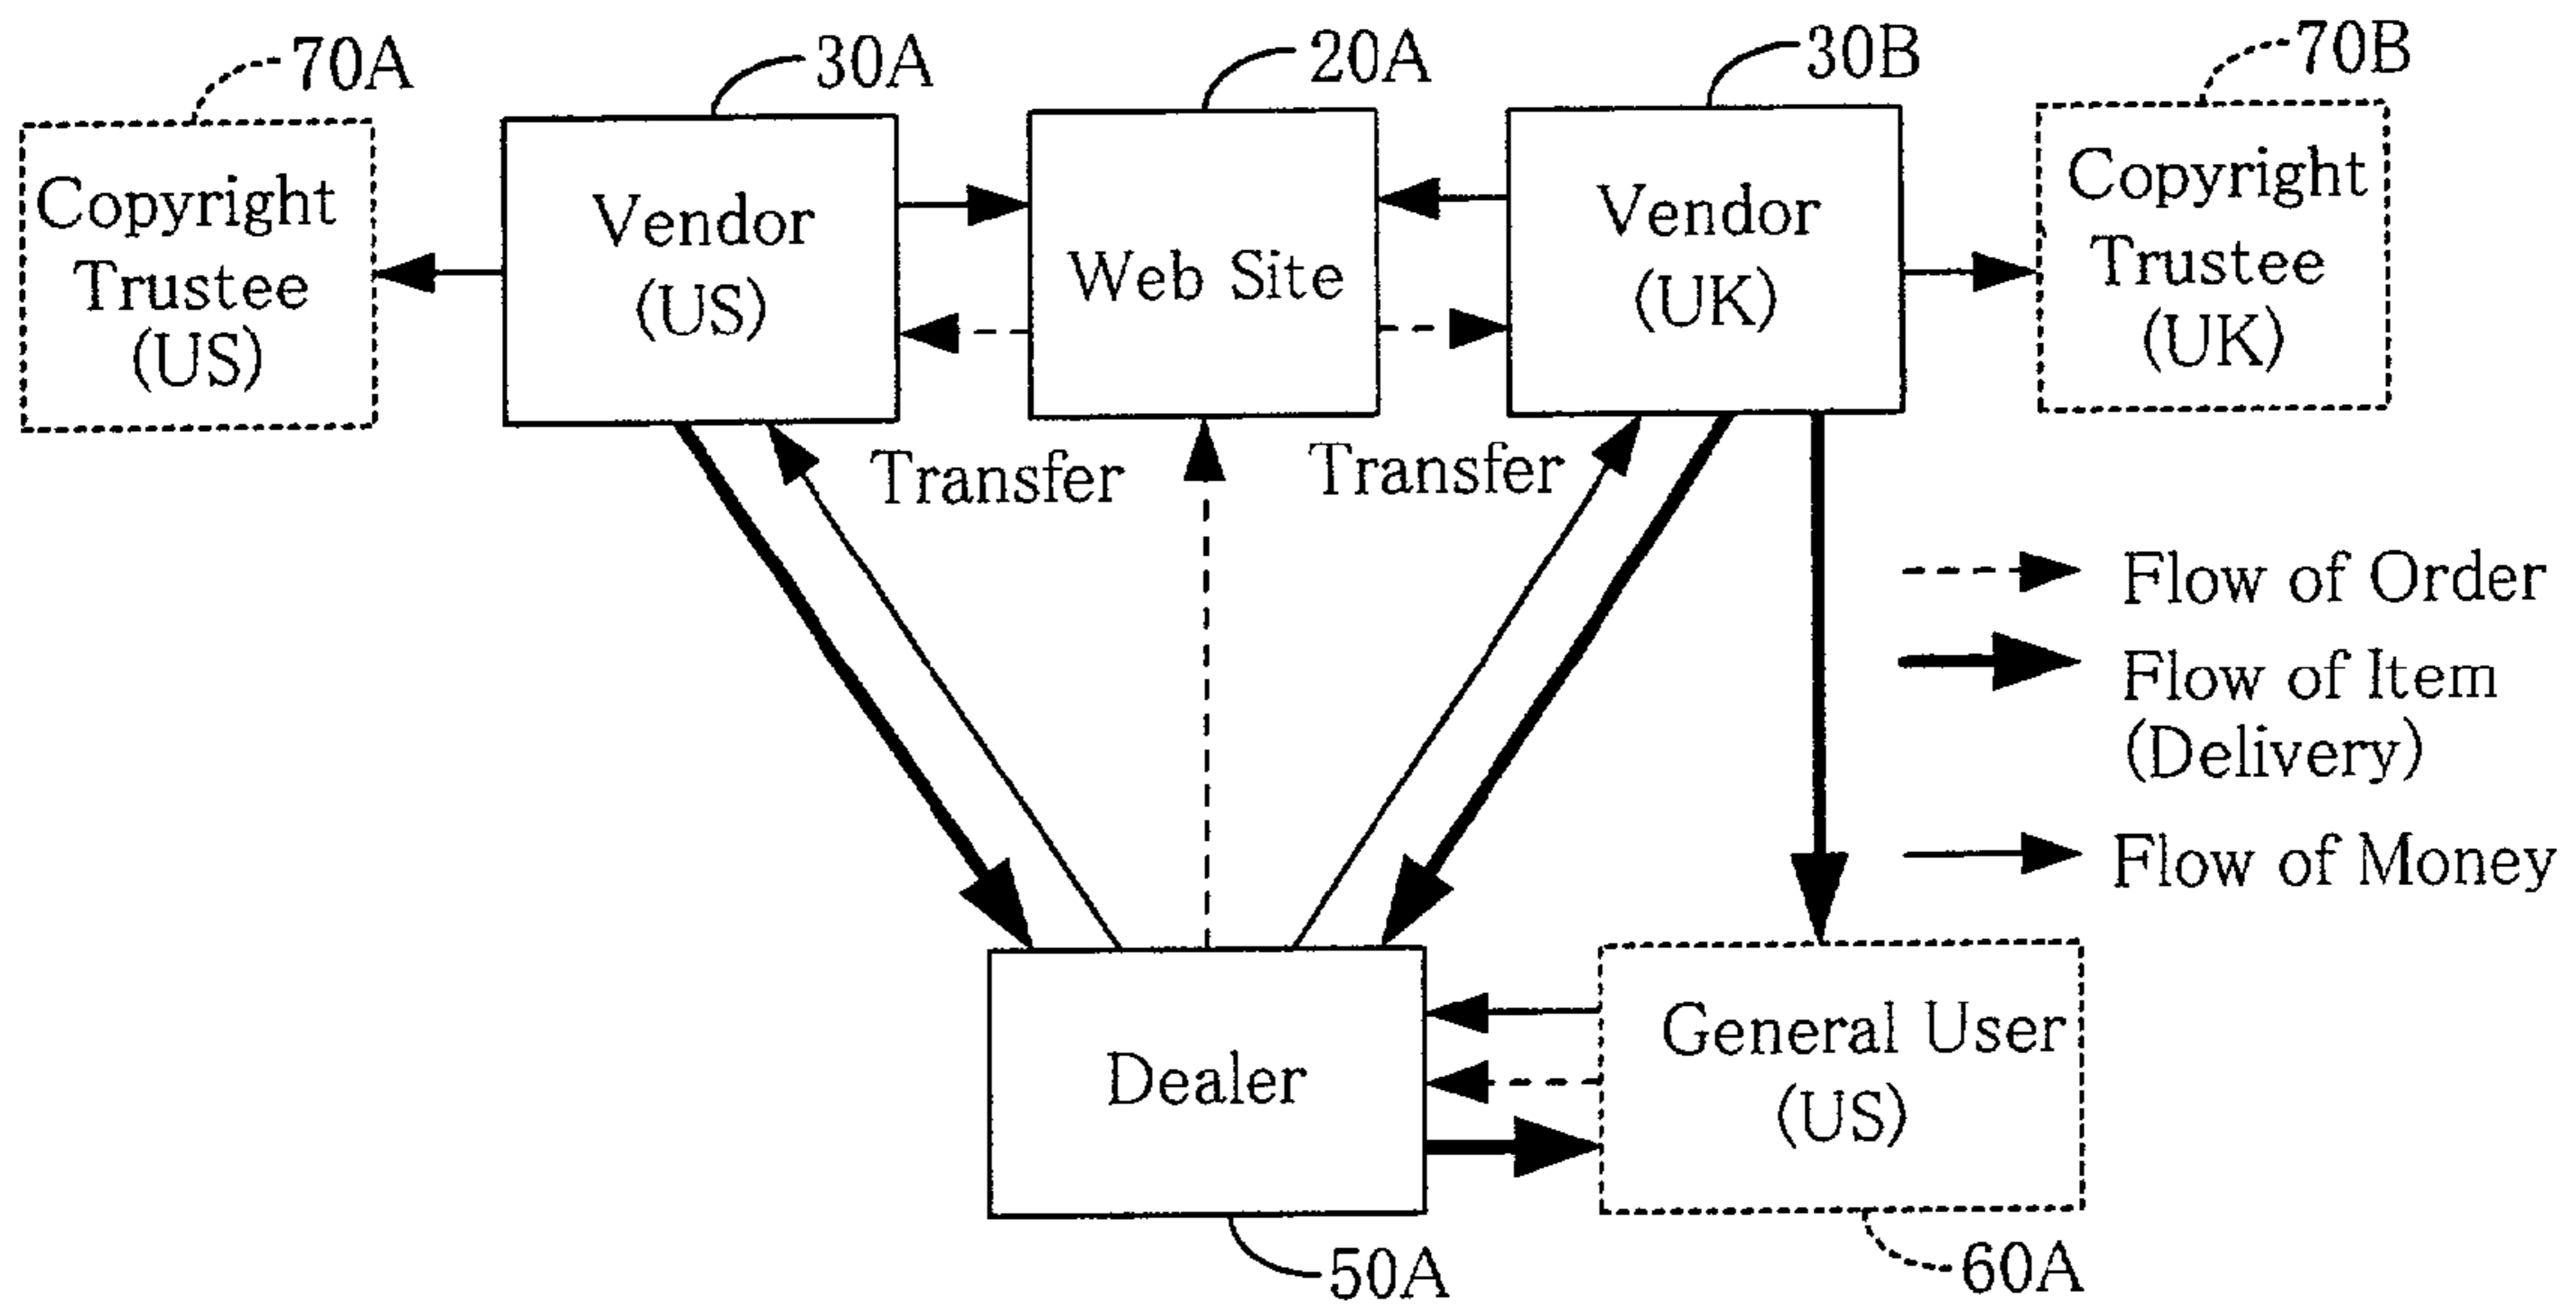 70A
30A
20A
30B
70B
Copyright
Trustee
(US)
Vendor
(US)
Web Site
Vendor
(UK)
Copyright
Trustee
(UK)
Transfer
Transfer
Flow of Order
Flow of Item
(Delivery)
Flow of Money
Dealer
General User
(US)
50A
60A